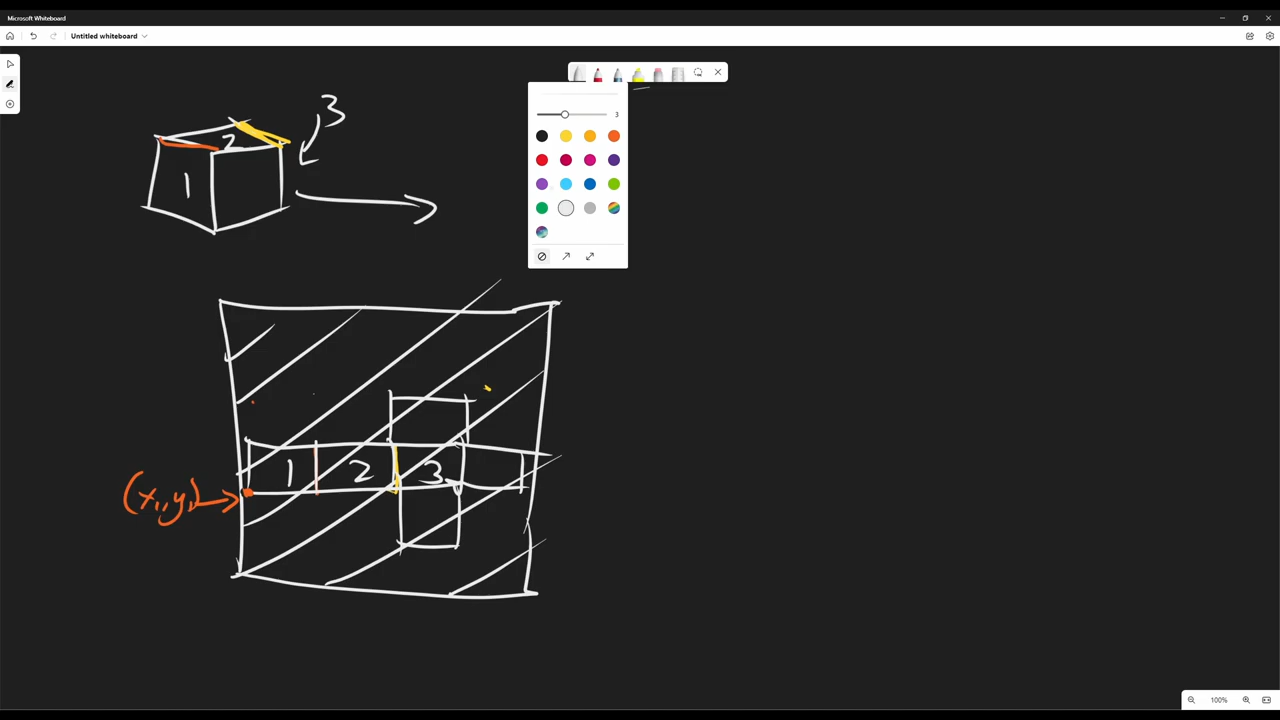 Microsoft Whiteboard
Untitled whiteboard
3
3
2
1
1 2 3
(x,,y,)
100%